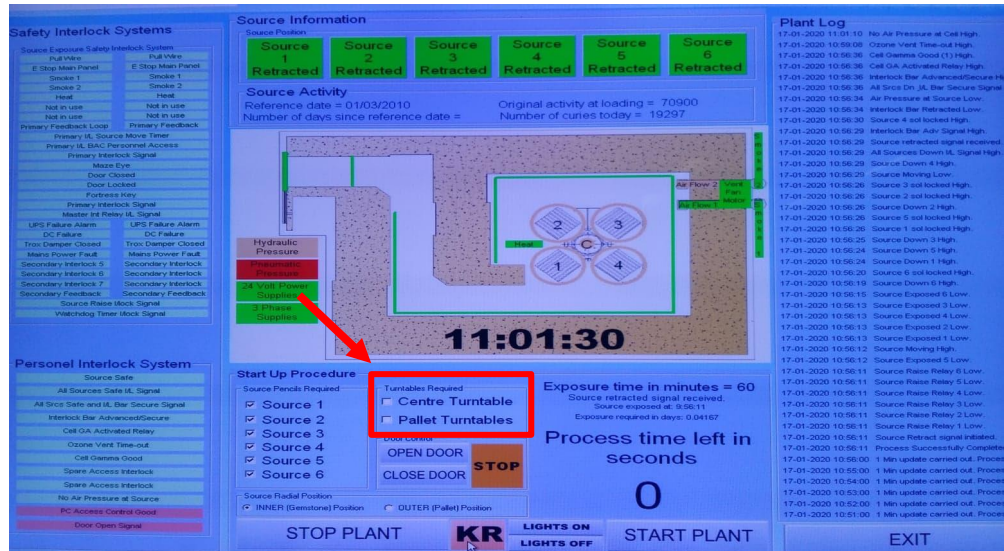 Safety Interlock Systems
Source Exposure Safety Interlock System
Pull Wire Pull Wire
E Stop Main Panel E Stop Main Panel
Smoke 1 Smoke 1
Smoke 2 Smoke 2
Heat Heat
Not in use Not in use
Not in use Not in use
Primary Feedback Loop Primary Feedback
Primary I/L Source Move Timer
Primary I/L BAC Personnel Access
Primary Interlock Signal
Maze Eye
Door Closed
Door Locked
Fortress Key
Primary Interlock Signal
Master Int Relay I/L Signal
UPS Failure Alarm UPS Failure Alarm
DC Failure DC Failure
Trox Damper Closed Trox Damper Closed
Mains Power Fault Mains Power Fault
Secondary Interlock 5 Secondary Interlock
Secondary Interlock 6 Secondary Interlock
Secondary Interlock 7 Secondary Interlock
Secondary Feedback Secondary Feedback
Source Raise I/lock Signal
Watchdog Timer I/lock Signal
Personel Interlock System
Source Safe
All Sources Safe I/L Signal
All Srcs Safe and I/L Bar Secure Signal
Interlock Bar Advanced/Secure
Cell GA Activated Relay
Ozone Vent Time-out
Cell Gamma Good
Spare Access Interlock
Spare Access Interlock
No Air Pressure at Source
PC Access Control Good
Door Open Signal
Source Information
Source Position
Source 1 Retracted
Source 2 Retracted
Source 3 Retracted
Source 4 Retracted
Source 5 Retracted
Source 6 Retracted
Source Activity
Reference date = 01/03/2010 Original activity at loading = 70900
Number of days since reference date = Number of curies today = 19297
Air Flow 2
Air Flow 1
Vent Fan Motor
Smoke
Smoke
Heat
2 3
C
1 4
Hydraulic Pressure
Pneumatic Pressure
24 Volt Power Supplies
3 Phase Supplies
11:01:30
Start Up Procedure
Source Pencils Required
Source 1
Source 2
Source 3
Source 4
Source 5
Source 6
Turntables Required
Centre Turntable
Pallet Turntables
Door Control
OPEN DOOR
CLOSE DOOR
STOP
Source Radial Position
INNER (Gemstone) Position OUTER (Pallet) Position
Exposure time in minutes = 60
Source retracted signal received.
Source exposed at: 9:56:11
Exposure required in days: 0.04167
Process time left in seconds
0
STOP PLANT
KR
LIGHTS ON
LIGHTS OFF
START PLANT
Plant Log
17-01-2020 11:01:10 No Air Pressure at Cell High.
17-01-2020 10:59:08 Ozone Vent Time-out High.
17-01-2020 10:56:36 Cell Gamma Good (1) High.
17-01-2020 10:56:36 Cell GA Activated Relay High.
17-01-2020 10:56:36 Interlock Bar Advanced/Secure Hi
17-01-2020 10:56:36 All Srcs Dn I/L Bar Secure Signal
17-01-2020 10:56:34 Air Pressure at Source Low.
17-01-2020 10:56:34 Interlock Bar Retracted Low.
17-01-2020 10:56:30 Source 4 sol locked High.
17-01-2020 10:56:29 Interlock Bar Adv Signal High.
17-01-2020 10:56:29 Source retracted signal received.
17-01-2020 10:56:29 All Sources Down I/L Signal High.
17-01-2020 10:56:29 Source Down 4 High.
17-01-2020 10:56:29 Source Moving Low.
17-01-2020 10:56:26 Source 3 sol locked High.
17-01-2020 10:56:26 Source 2 sol locked High.
17-01-2020 10:56:26 Source Down 2 High.
17-01-2020 10:56:26 Source 5 sol locked High.
17-01-2020 10:56:26 Source 1 sol locked High.
17-01-2020 10:56:25 Source Down 3 High.
17-01-2020 10:56:24 Source Down 5 High.
17-01-2020 10:56:24 Source Down 1 High.
17-01-2020 10:56:20 Source 6 sol locked High.
17-01-2020 10:56:19 Source Down 6 High.
17-01-2020 10:56:15 Source Exposed 6 Low.
17-01-2020 10:56:13 Source Exposed 3 Low.
17-01-2020 10:56:13 Source Exposed 4 Low.
17-01-2020 10:56:13 Source Exposed 2 Low.
17-01-2020 10:56:13 Source Exposed 1 Low.
17-01-2020 10:56:12 Source Moving High.
17-01-2020 10:56:12 Source Exposed 5 Low.
17-01-2020 10:56:11 Source Raise Relay 6 Low.
17-01-2020 10:56:11 Source Raise Relay 5 Low.
17-01-2020 10:56:11 Source Raise Relay 4 Low.
17-01-2020 10:56:11 Source Raise Relay 3 Low.
17-01-2020 10:56:11 Source Raise Relay 2 Low.
17-01-2020 10:56:11 Source Raise Relay 1 Low.
17-01-2020 10:56:11 Source Retract signal initiated.
17-01-2020 10:56:11 Process Successfully Complete
17-01-2020 10:56:00 1 Min update carried out. Proces
17-01-2020 10:55:00 1 Min update carried out. Proces
17-01-2020 10:54:00 1 Min update carried out. Proces
17-01-2020 10:53:00 1 Min update carried out. Proces
17-01-2020 10:52:00 1 Min update carried out. Proces
17-01-2020 10:51:00 1 Min update carried out. Proces
EXIT